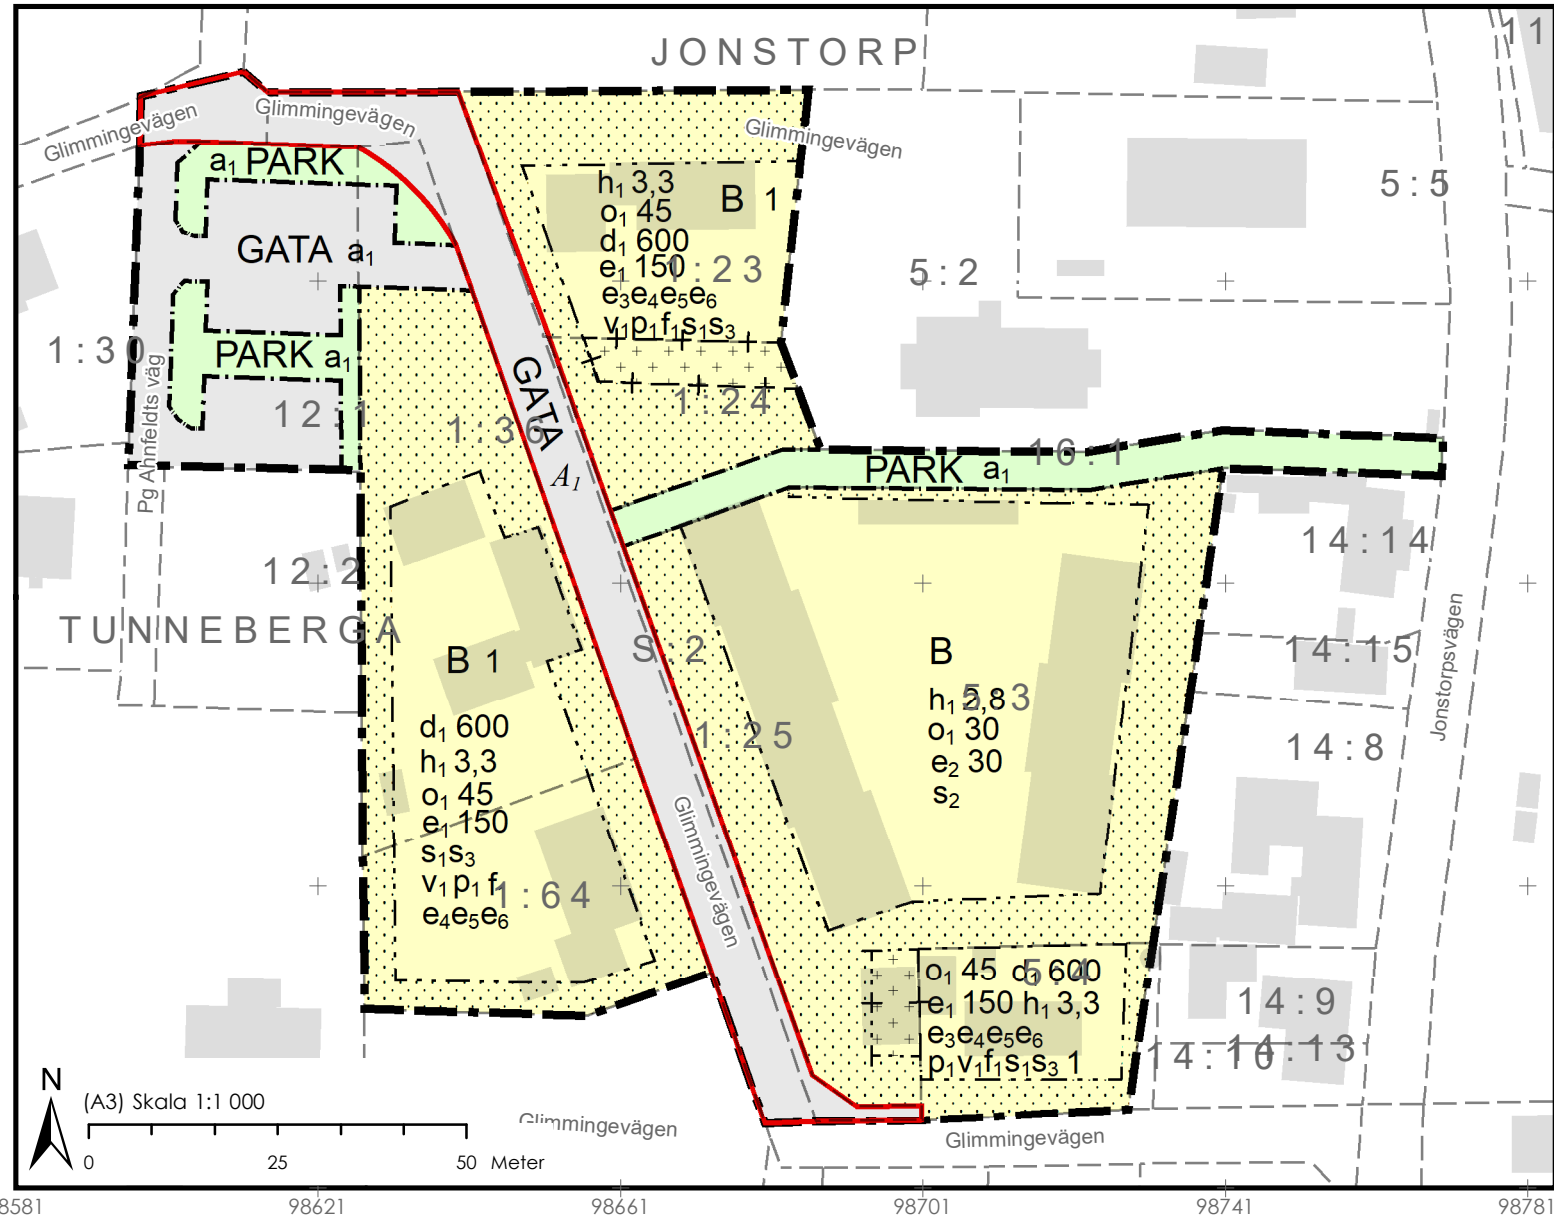 11
JONSTORP
Glimmingevägen
Glimmingevägen
Glimmingevägen
a₁ PARK
5:5
h₁ 3,3
B 1
o₁ 45
d₁ 600
GATA a₁
e₁ 150
1:23
5:2
e₃e₄e₅e₆
v₁p₁f₁s₁s₃
1:30
PARK a₁
Pg Ahnfeldts väg
GATA
12:1
1:36
1:24
16:1
PARK a₁
A₁
14:14
12:2
TUNNEBERGA
S:2
B
14:15
Jonstorpsvägen
B 1
h₁ 3,8
5:3
d₁ 600
o₁ 30
1:25
14:8
h₁ 3,3
e₂ 30
o₁ 45
s₂
e₁ 150
Glimmingevägen
s₁s₃
v₁p₁f₁
1:64
e₄e₅e₆
o₁ 45 d₁ 600
5:4
e₁ 150 h₁ 3,3
14:9
e₃e₄e₅e₆
p₁v₁f₁s₁s₃ 1
14:16
14:13
N
(A3) Skala 1:1 000
Glimmingevägen
Glimmingevägen
0 25 50 Meter
8581 98621 98661 98701 98741 98781